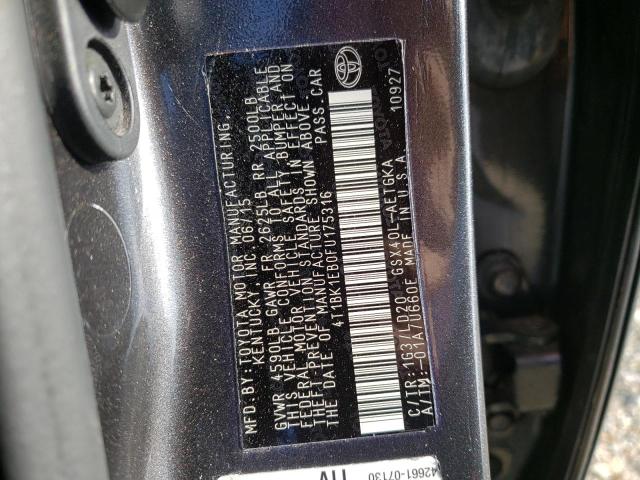 MFD.BY:TOYOTA MOTOR MANUFACTURING,
KENTUCKY, INC. 06/15
GVWR 4590LB GAWR FR 2625LB RR 2500LB
THIS VEHICLE CONFORMS TO ALL APPLICABLE
FEDERAL MOTOR VEHICLE SAFETY, BUMPER AND
THEFT PREVENTION STANDARDS IN EFFECT ON
THE DATE OF MANUFACTURE SHOWN ABOVE.
4T1BK1EB0FU175316 PASS.CAR
C/TR:1G3/LD20 GSX40L-AETGKA 10927
A/TM:-01A/U660E MADE IN U.S.A
42661-07130